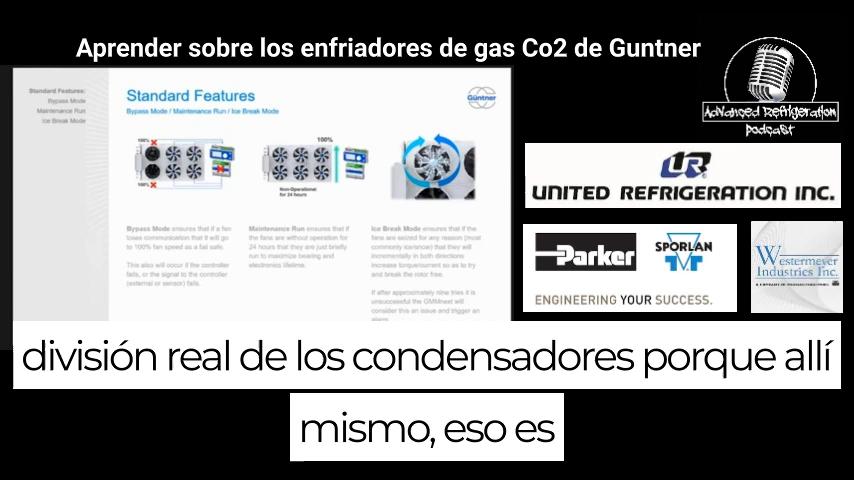 Aprender sobre los enfriadores de gas Co2 de Guntner
Advanced Refrigeration
podcast
Standard Features:
Bypass Mode
Maintenance Run
Ice Break Mode
Standard Features
Bypass Mode / Maintenance Run / Ice Break Mode
Güntner
100%
100%
100%
Non-Operational
for 24 hours
Bypass Mode ensures that if a fan
loses communication that it will go
to 100% fan speed as a fail safe.
This also will occur if the controller
fails, or the signal to the controller
(external or sensor) fails.
Maintenance Run ensures that if
the fans are without operation for
24 hours that they are just briefly
run to maximize bearing and
electronics lifetime.
Ice Break Mode ensures that if the
fans are seized for any reason (most
commonly ice/snow) that they will
incrementally in both directions
increase torque/current so as to try
and break the rotor free.
If after approximately nine tries it is
unsuccessful the GMMnext will
consider this an issue and trigger an
UR
UNITED REFRIGERATION INC.
Parker
SPORLAN
ENGINEERING YOUR SUCCESS.
Westermeyer
Industries Inc.
división real de los condensadores porque allí
mismo, eso es